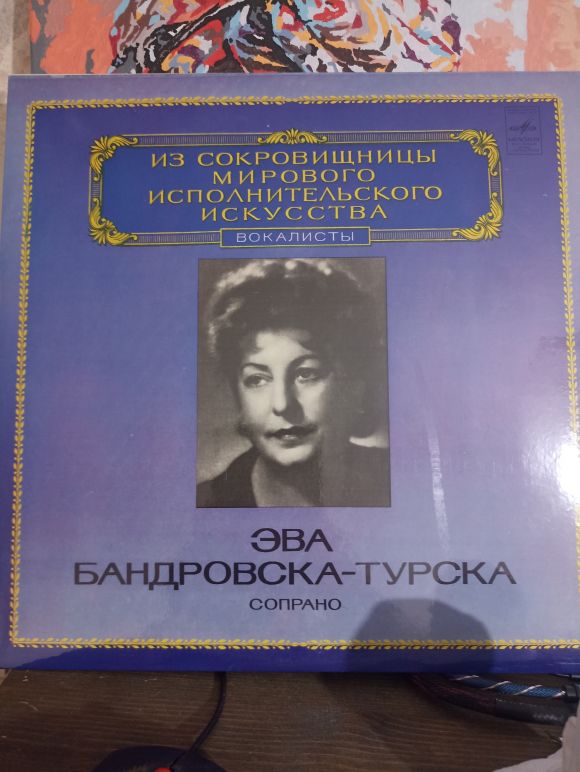 ИЗ СОКРОВИЩНИЦЫ
МИРОВОГО
ИСПОЛНИТЕЛЬСКОГО
ИСКУССТВА
ВОКАЛИСТЫ
ЭВА
БАНДРОВСКА-ТУРСКА
СОПРАНО